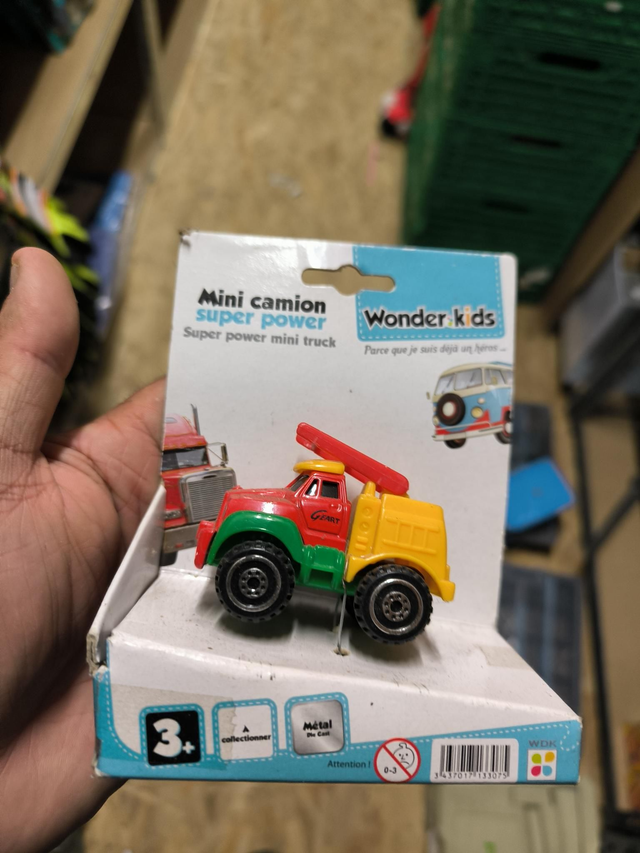 Mini camion
super power
Super power mini truck
Wonder kids
Parce que je suis déjà un héros...
3+
À
collectionner
Métal
Die Cast
Attention !
0-3
3437017133075
WDK